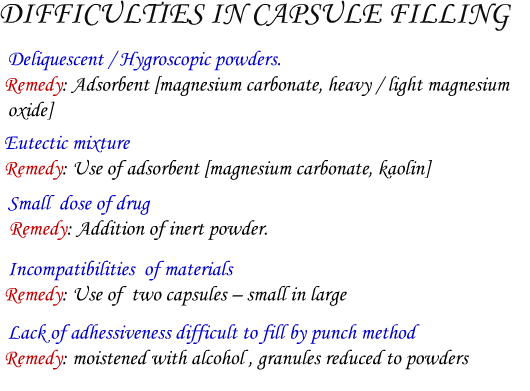 DIFFICULTIES IN CAPSULE FILLING
Deliquescent / Hygroscopic powders.
Remedy: Adsorbent [magnesium carbonate, heavy / light magnesium
oxide]
Eutectic mixture
Remedy: Use of adsorbent [magnesium carbonate, kaolin]
Small dose of drug
Remedy: Addition of inert powder.
Incompatibilities of materials
Remedy: Use of two capsules – small in large
Lack of adhessiveness difficult to fill by punch method
Remedy: moistened with alcohol , granules reduced to powders